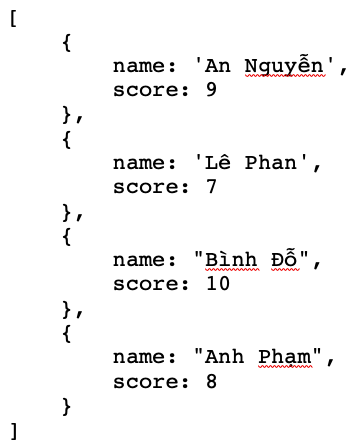 [
    {
        name: 'An Nguyễn',
        score: 9
    },
    {
        name: 'Lê Phan',
        score: 7
    },
    {
        name: "Bình Đỗ",
        score: 10
    },
    {
        name: "Anh Phạm",
        score: 8
    }
]